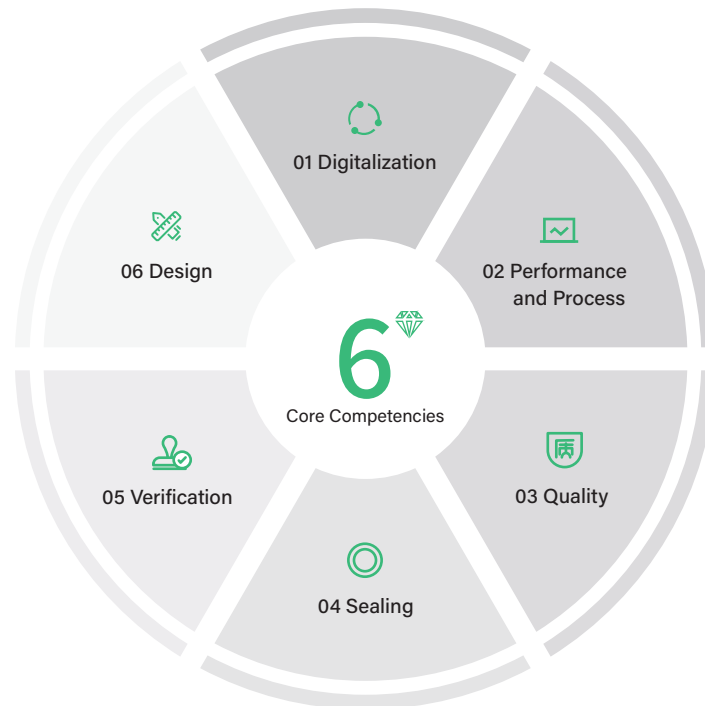 01 Digitalization
02 Performance
and Process
03 Quality
04 Sealing
05 Verification
06 Design
6
Core Competencies